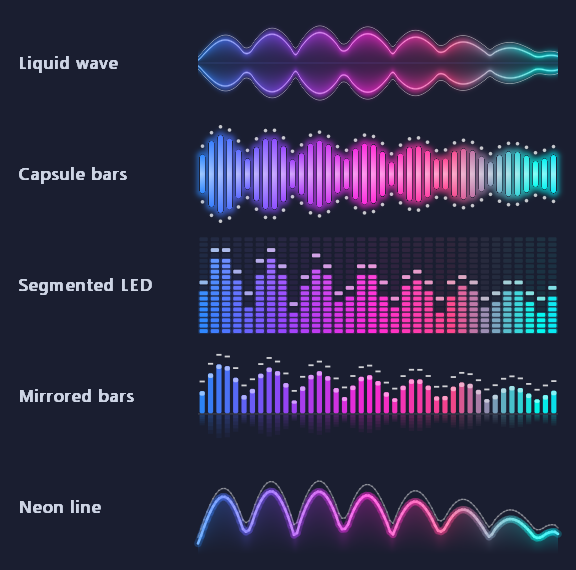 Liquid wave
Capsule bars
Segmented LED
Mirrored bars
Neon line